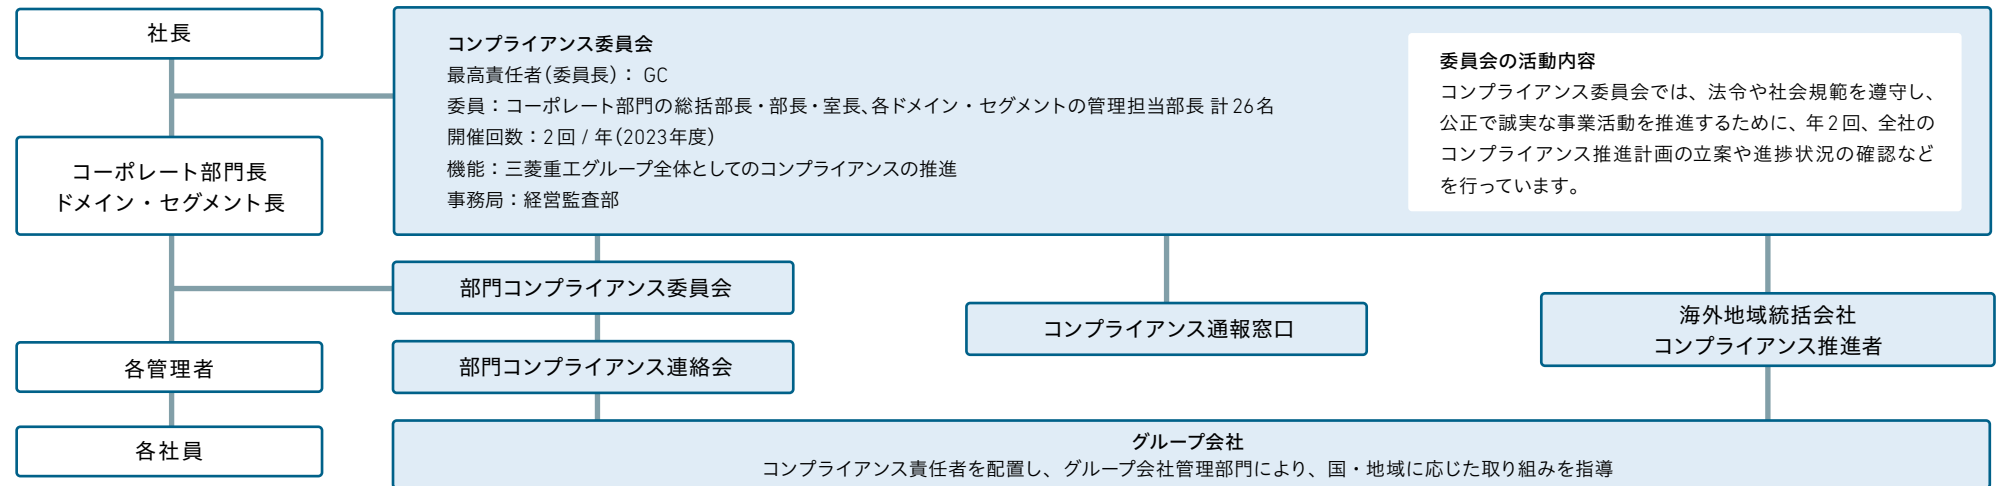 社長
コンプライアンス委員会
最高責任者(委員長)： GC
委員：コーポレート部門の総括部長・部長・室長、各ドメイン・セグメントの管理担当部長 計26名
開催回数：2回 / 年(2023年度)
機能：三菱重工グループ全体としてのコンプライアンスの推進
事務局：経営監査部
委員会の活動内容
コンプライアンス委員会では、法令や社会規範を遵守し、
公正で誠実な事業活動を推進するために、年2回、全社の
コンプライアンス推進計画の立案や進捗状況の確認など
を行っています。
コーポレート部門長
ドメイン・セグメント長
部門コンプライアンス委員会
コンプライアンス通報窓口
海外地域統括会社
コンプライアンス推進者
各管理者
部門コンプライアンス連絡会
各社員
グループ会社
コンプライアンス責任者を配置し、グループ会社管理部門により、国・地域に応じた取り組みを指導